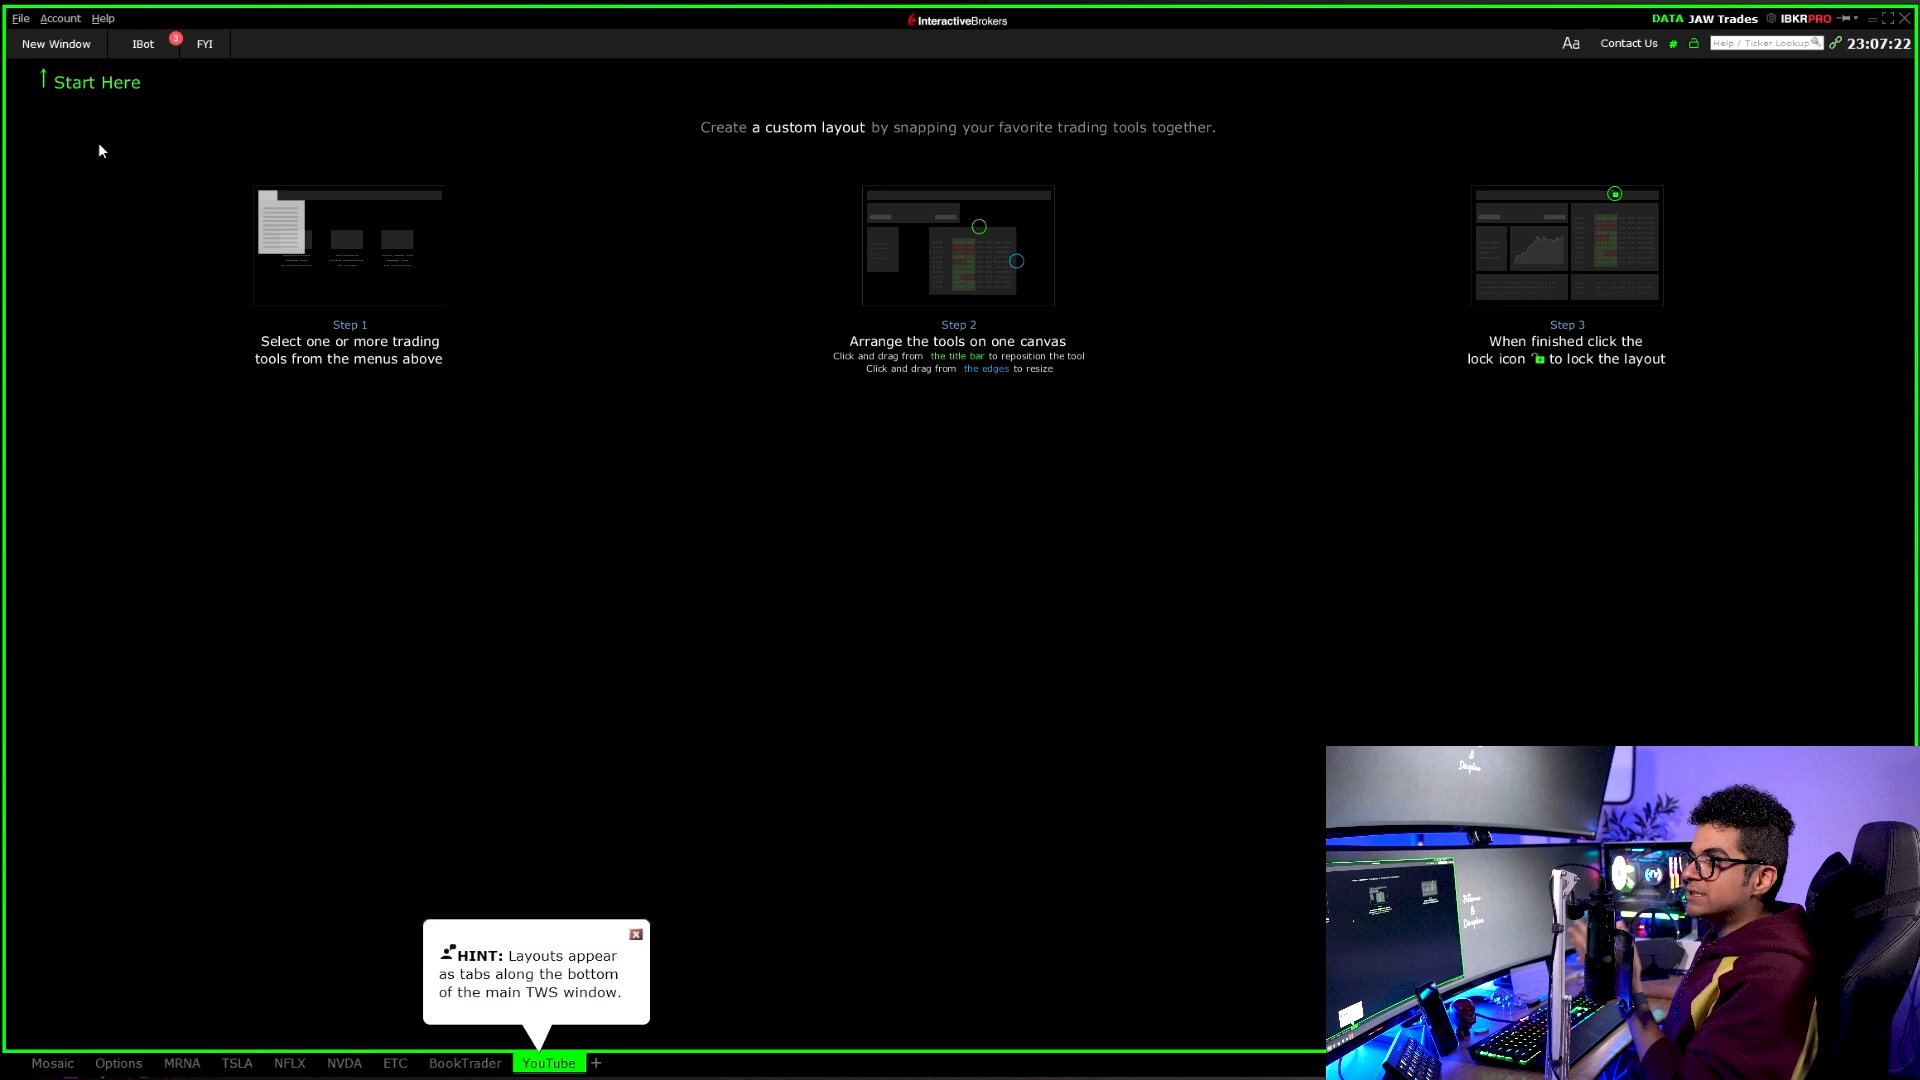 File Account Help
InteractiveBrokers
DATA JAW Trades IBKRPRO
New Window IBot 3 FYI
Aa Contact Us # Help / Ticker Lookup 23:07:22
Start Here
Create a custom layout by snapping your favorite trading tools together.
Step 1
Select one or more trading
tools from the menus above
Step 2
Arrange the tools on one canvas
Click and drag from the title bar to reposition the tool
Click and drag from the edges to resize
Step 3
When finished click the
lock icon to lock the layout
&
HINT: Layouts appear
as tabs along the bottom
of the main TWS window.
Mosaic Options MRNA TSLA NFLX NVDA ETC BookTrader YouTube +